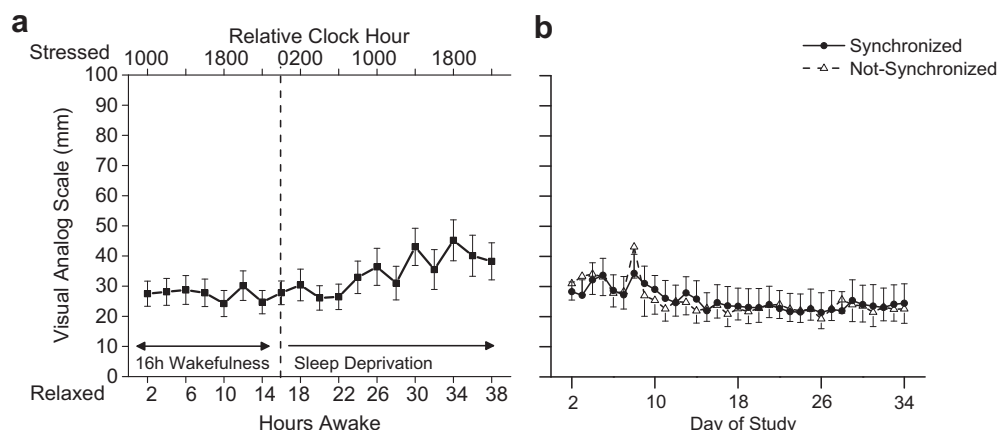 a
Relative Clock Hour
Stressed 1000 1800 0200 1000 1800
100
90
80
70
60
50
40
30
20
10
0
Visual Analog Scale (mm)
16h Wakefulness Sleep Deprivation
Relaxed 2 6 10 14 18 22 26 30 34 38
Hours Awake
b
Synchronized
Not-Synchronized
2 10 18 26 34
Day of Study